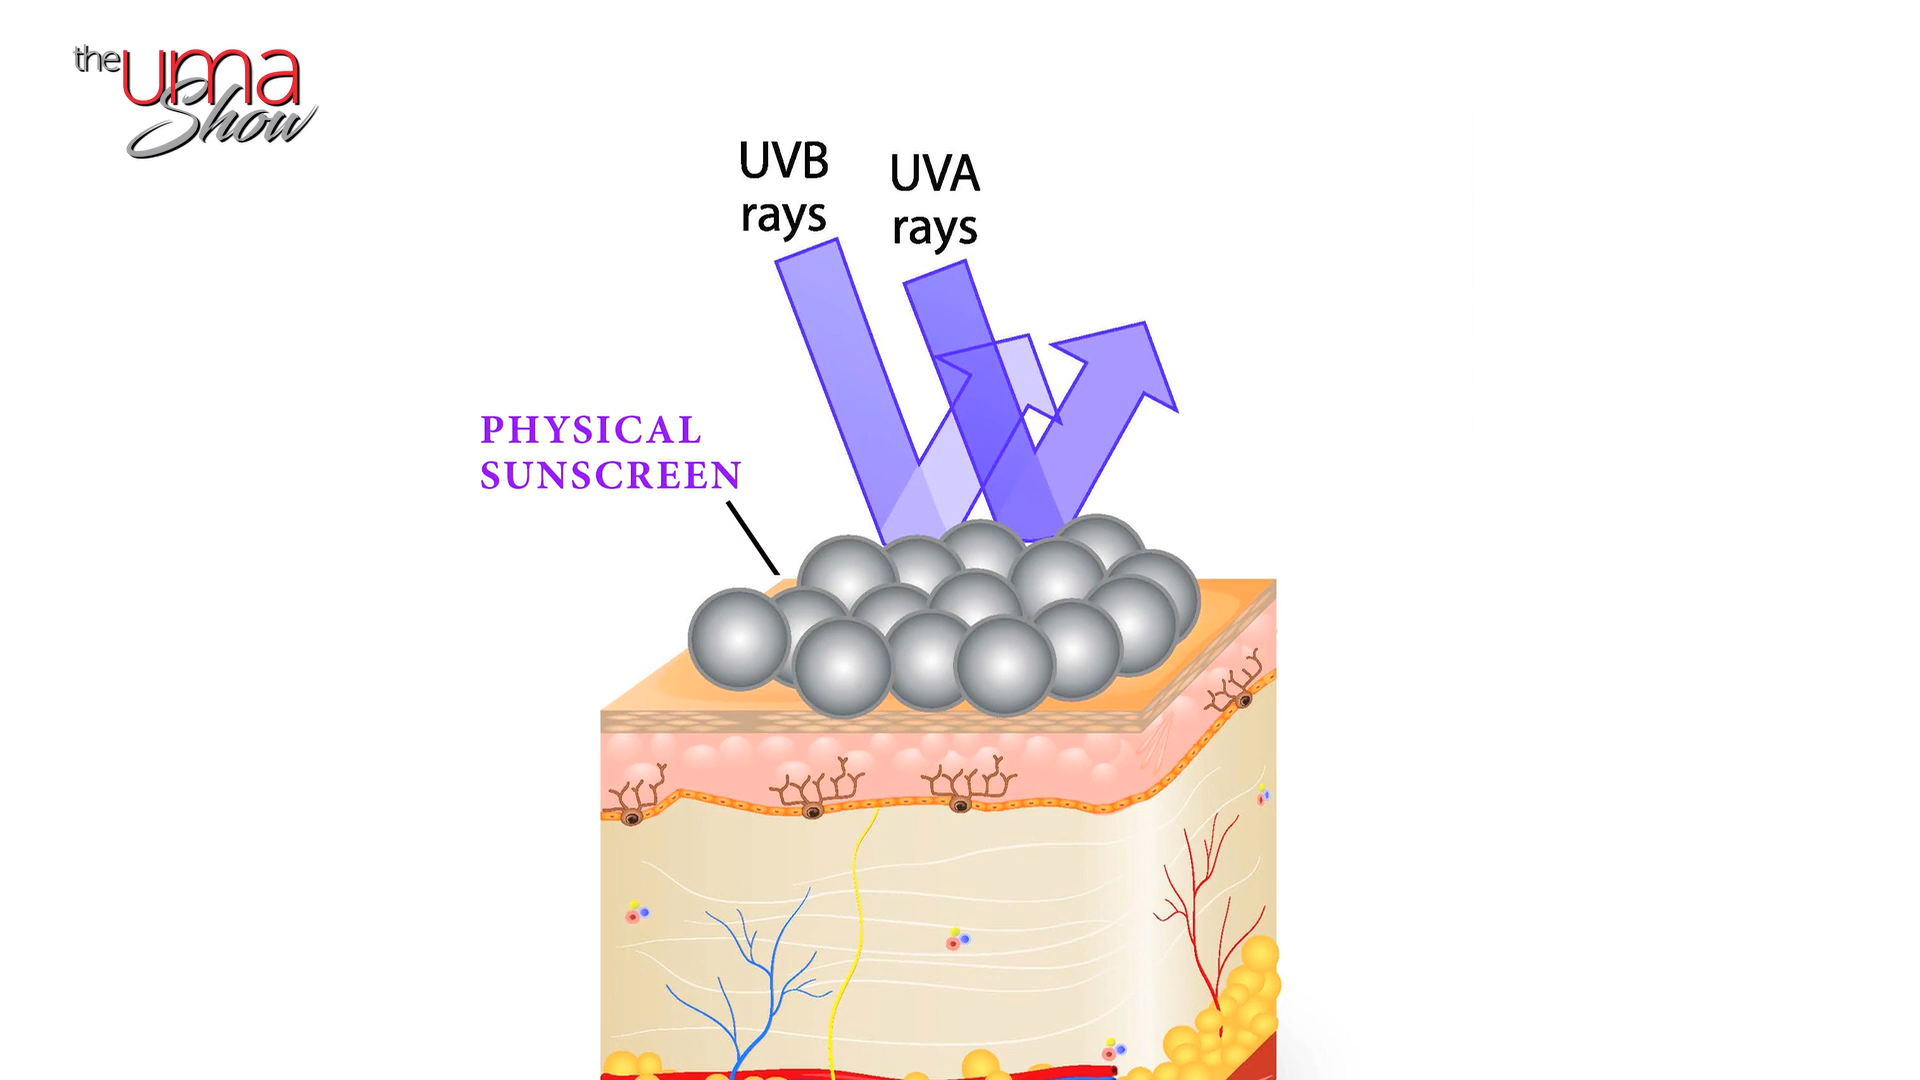 the uma
Show
UVB
rays
UVA
rays
PHYSICAL
SUNSCREEN